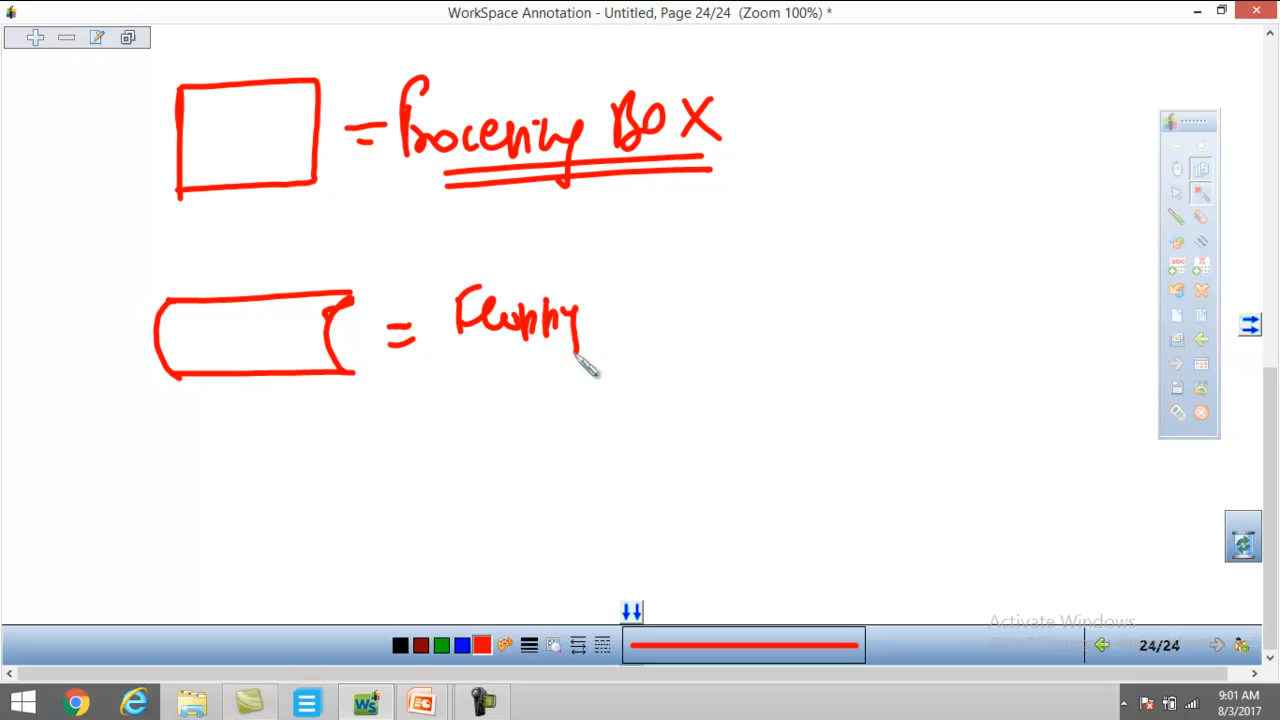 WorkSpace Annotation - Untitled, Page 24/24 (Zoom 100%) *
= Processing BOX
= Floppy
Activate Windows
24/24
9:01 AM
8/3/2017